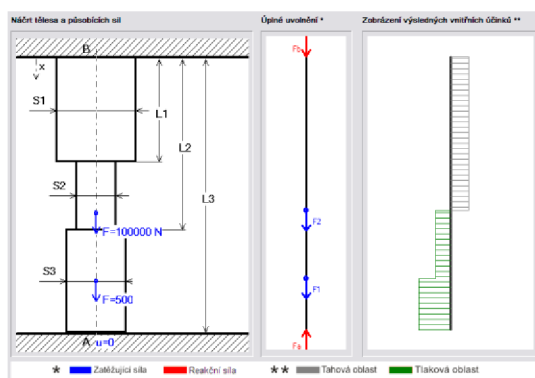 Náčrt tělesa a působících sil
Úplné uvolnění *
Zobrazení výsledných vnitřních účinků **
B
x
S1
L1
L2
S2
L3
F=100000 N
S3
F=500
A u=0
Fb
F2
F1
Fa
* Zatěžující síla
Reakční síla
** Tahová oblast
Tlaková oblast